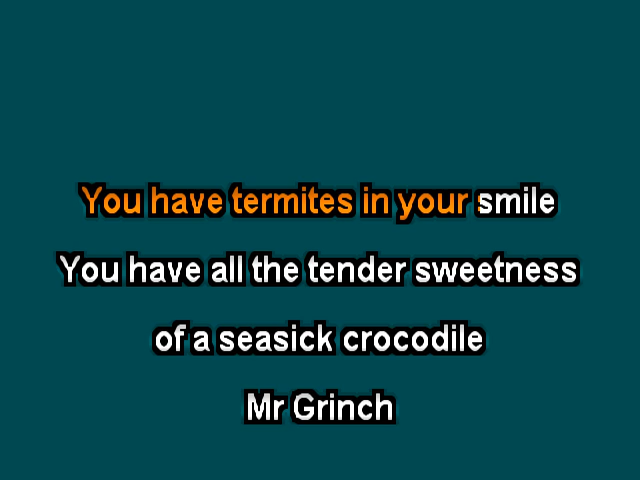 You have termites in your smile
You have all the tender sweetness
of a seasick crocodile
Mr Grinch